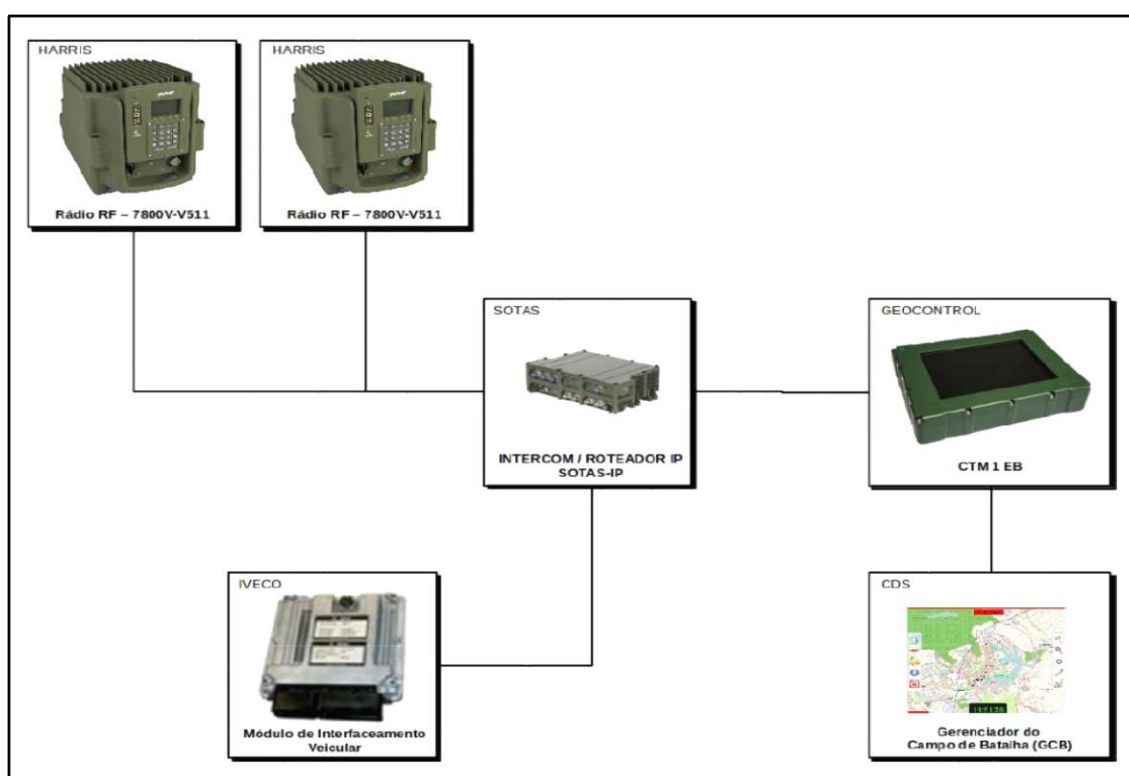 HARRIS
Rádio RF – 7800V-V511
HARRIS
Rádio RF – 7800V-V511
SOTAS
INTERCOM / ROTEADOR IP
SOTAS-IP
GEOCONTROL
CTM 1 EB
IVECO
Módulo de Interfaceamento
Veicular
CDS
Gerenciador do
Campo de Batalha (GCB)